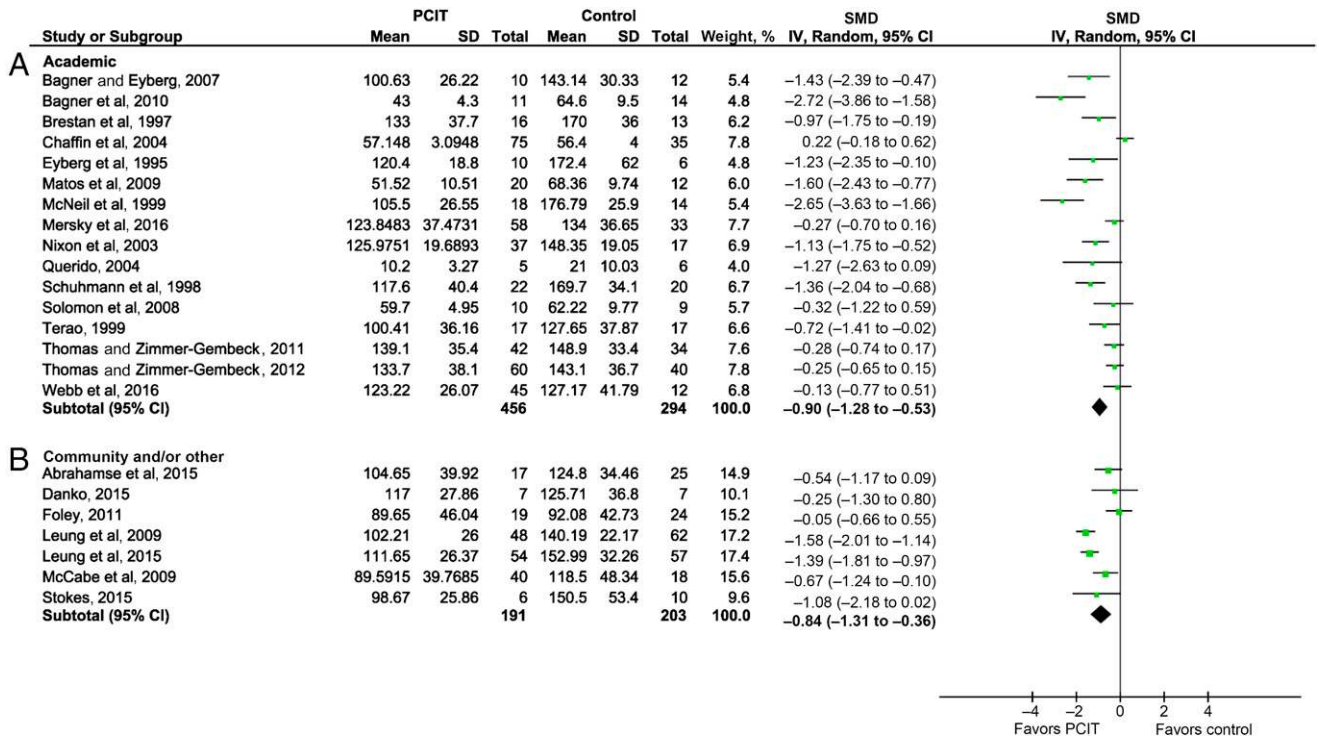 PCIT Control SMD SMD
Study or Subgroup Mean SD Total Mean SD Total Weight, % IV, Random, 95% CI IV, Random, 95% CI
A Academic
Bagner and Eyberg, 2007 100.63 26.22 10 143.14 30.33 12 5.4 –1.43 (–2.39 to –0.47)
Bagner et al, 2010 43 4.3 11 64.6 9.5 14 4.8 –2.72 (–3.86 to –1.58)
Brestan et al, 1997 133 37.7 16 170 36 13 6.2 –0.97 (–1.75 to –0.19)
Chaffin et al, 2004 57.148 3.0948 75 56.4 4 35 7.8 0.22 (–0.18 to 0.62)
Eyberg et al, 1995 120.4 18.8 10 172.4 62 6 4.8 –1.23 (–2.35 to –0.10)
Matos et al, 2009 51.52 10.51 20 68.36 9.74 12 6.0 –1.60 (–2.43 to –0.77)
McNeil et al, 1999 105.5 26.55 18 176.79 25.9 14 5.4 –2.65 (–3.63 to –1.66)
Mersky et al, 2016 123.8483 37.4731 58 134 36.65 33 7.7 –0.27 (–0.70 to 0.16)
Nixon et al, 2003 125.9751 19.6893 37 148.35 19.05 17 6.9 –1.13 (–1.75 to –0.52)
Querido, 2004 10.2 3.27 5 21 10.03 6 4.0 –1.27 (–2.63 to 0.09)
Schuhmann et al, 1998 117.6 40.4 22 169.7 34.1 20 6.7 –1.36 (–2.04 to –0.68)
Solomon et al, 2008 59.7 4.95 10 62.22 9.77 9 5.7 –0.32 (–1.22 to 0.59)
Terao, 1999 100.41 36.16 17 127.65 37.87 17 6.6 –0.72 (–1.41 to –0.02)
Thomas and Zimmer-Gembeck, 2011 139.1 35.4 42 148.9 33.4 34 7.6 –0.28 (–0.74 to 0.17)
Thomas and Zimmer-Gembeck, 2012 133.7 38.1 60 143.1 36.7 40 7.8 –0.25 (–0.65 to 0.15)
Webb et al, 2016 123.22 26.07 45 127.17 41.79 12 6.8 –0.13 (–0.77 to 0.51)
Subtotal (95% CI) 456 294 100.0 –0.90 (–1.28 to –0.53)
B Community and/or other
Abrahamse et al, 2015 104.65 39.92 17 124.8 34.46 25 14.9 –0.54 (–1.17 to 0.09)
Danko, 2015 117 27.86 7 125.71 36.8 7 10.1 –0.25 (–1.30 to 0.80)
Foley, 2011 89.65 46.04 19 92.08 42.73 24 15.2 –0.05 (–0.66 to 0.55)
Leung et al, 2009 102.21 26 48 140.19 22.17 62 17.2 –1.58 (–2.01 to –1.14)
Leung et al, 2015 111.65 26.37 54 152.99 32.26 57 17.4 –1.39 (–1.81 to –0.97)
McCabe et al, 2009 89.5915 39.7685 40 118.5 48.34 18 15.6 –0.67 (–1.24 to –0.10)
Stokes, 2015 98.67 25.86 6 150.5 53.4 10 9.6 –1.08 (–2.18 to 0.02)
Subtotal (95% CI) 191 203 100.0 –0.84 (–1.31 to –0.36)
–4 –2 0 2 4
Favors PCIT Favors control